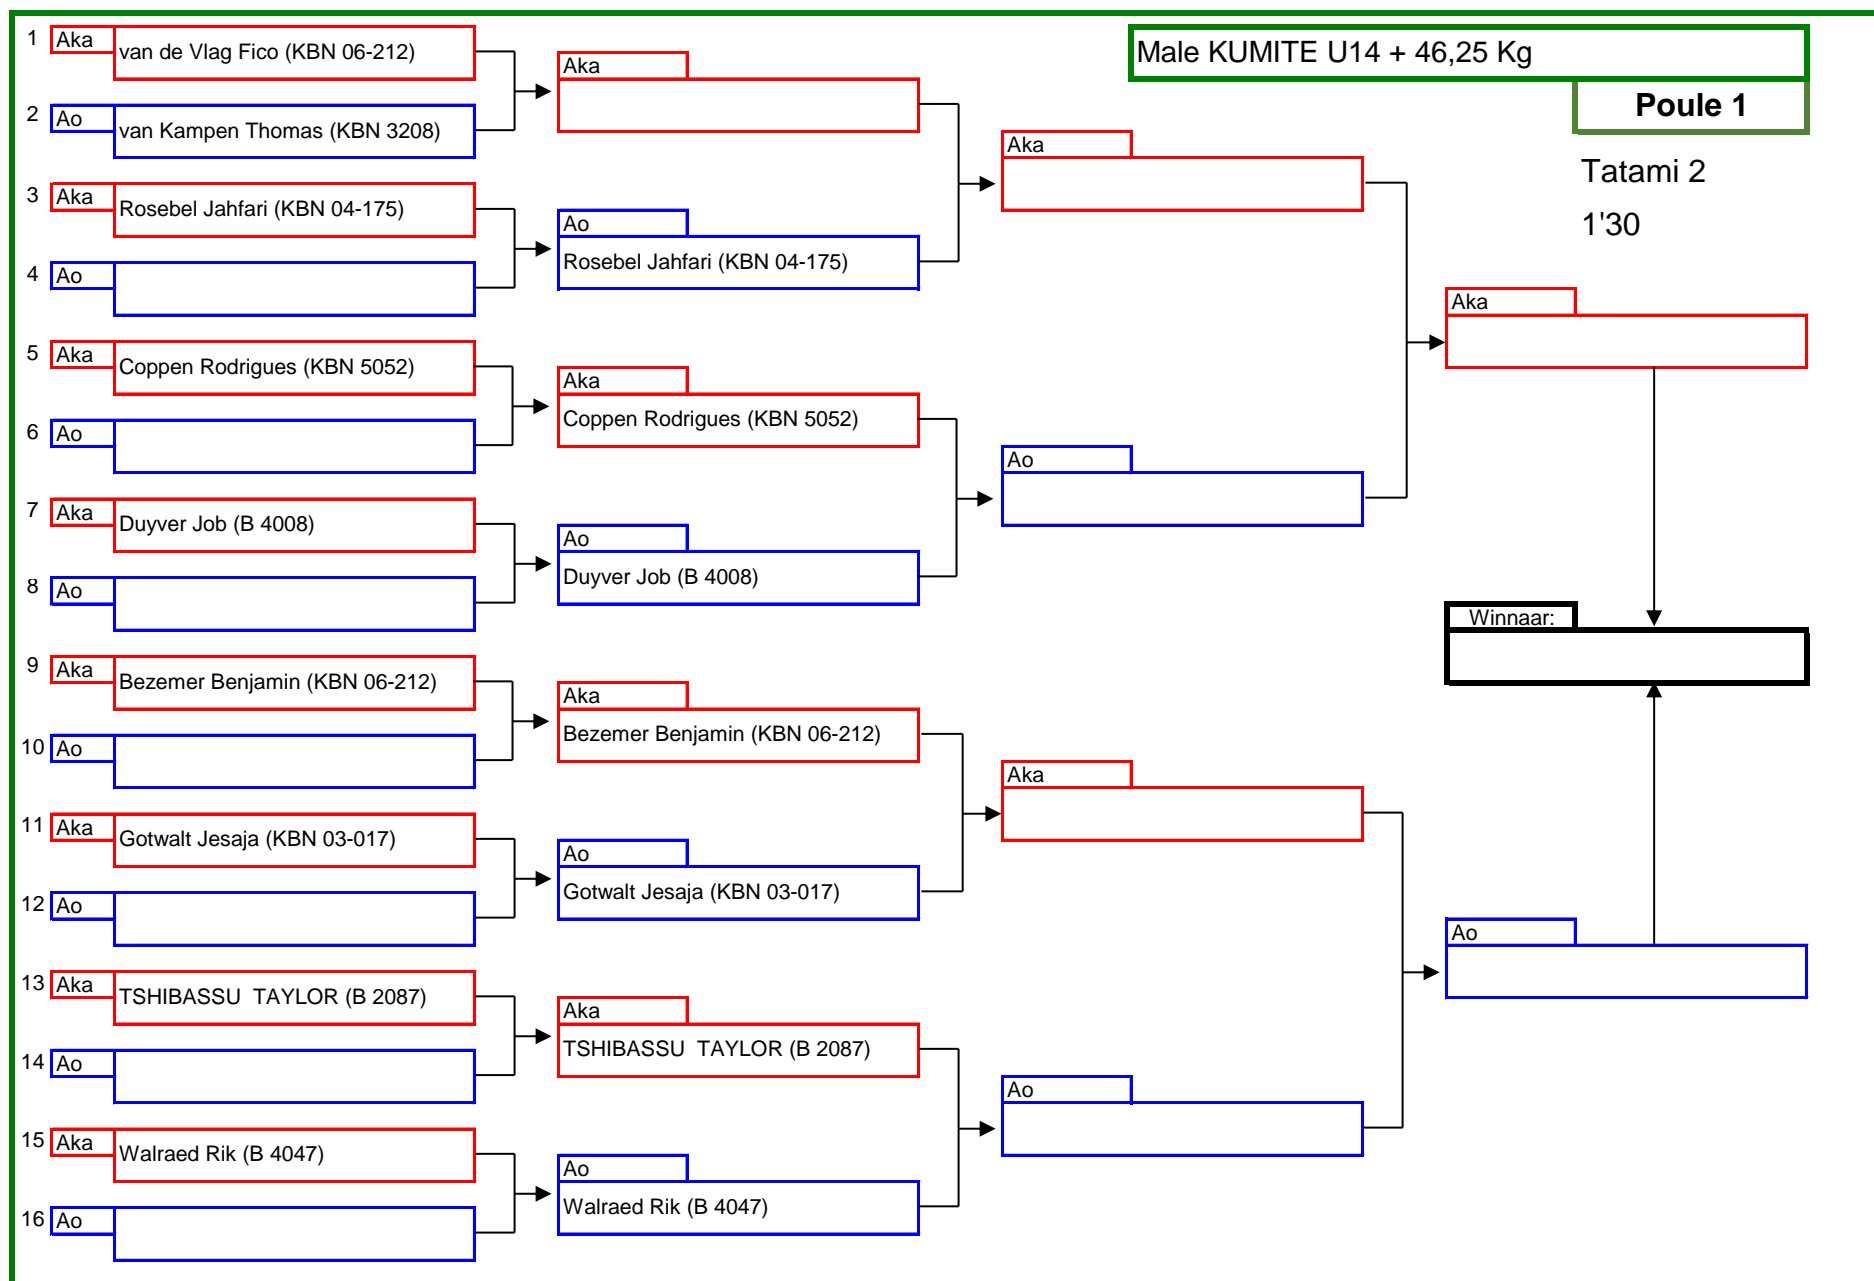 Male KUMITE U14 + 46,25 Kg
Poule 1
Tatami 2
1'30
1 Aka van de Vlag Fico (KBN 06-212)
2 Ao van Kampen Thomas (KBN 3208)
3 Aka Rosebel Jahfari (KBN 04-175)
4 Ao
5 Aka Coppen Rodrigues (KBN 5052)
6 Ao
7 Aka Duyver Job (B 4008)
8 Ao
9 Aka Bezemer Benjamin (KBN 06-212)
10 Ao
11 Aka Gotwalt Jesaja (KBN 03-017)
12 Ao
13 Aka TSHIBASSU  TAYLOR (B 2087)
14 Ao
15 Aka Walraed Rik (B 4047)
16 Ao
Aka
Ao
Rosebel Jahfari (KBN 04-175)
Aka
Coppen Rodrigues (KBN 5052)
Ao
Duyver Job (B 4008)
Aka
Bezemer Benjamin (KBN 06-212)
Ao
Gotwalt Jesaja (KBN 03-017)
Aka
TSHIBASSU  TAYLOR (B 2087)
Ao
Walraed Rik (B 4047)
Aka
Ao
Aka
Ao
Aka
Winnaar:
Ao